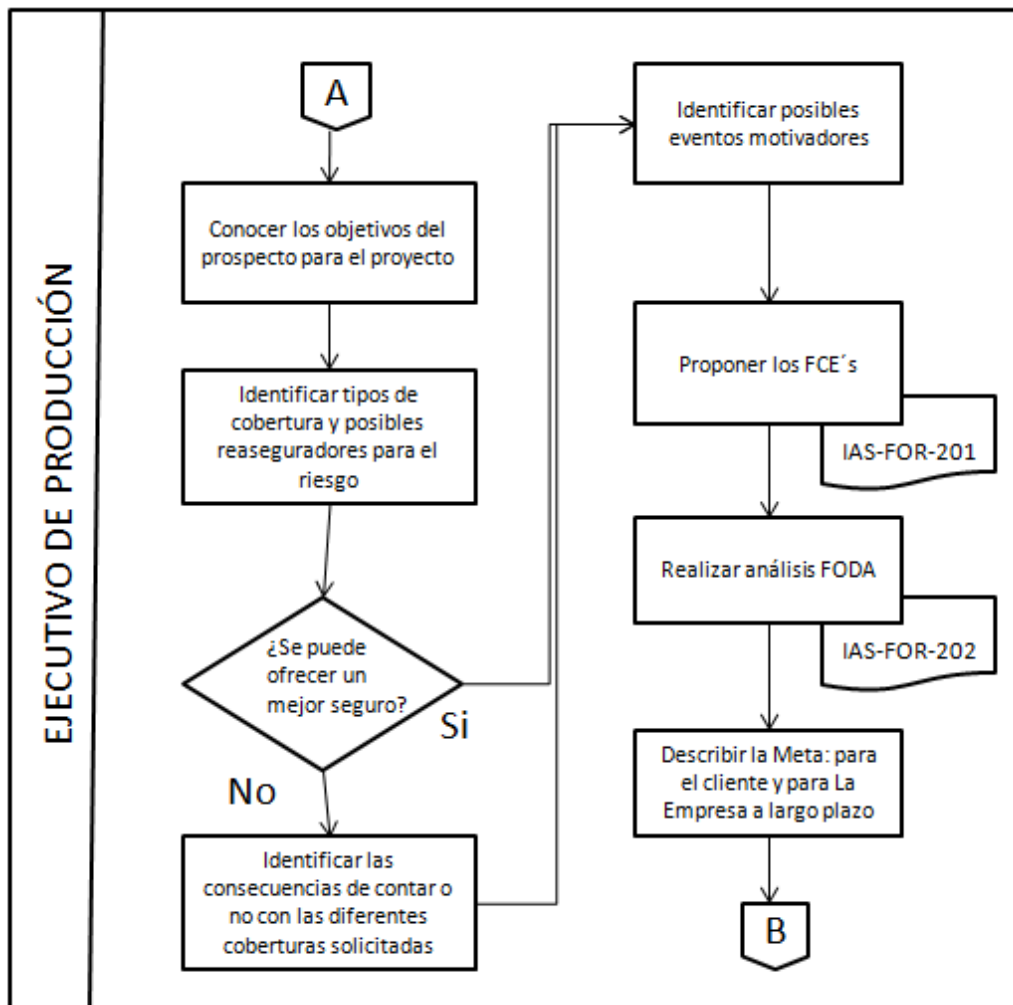 EJECUTIVO DE PRODUCCIÓN
A
Conocer los objetivos del
prospecto para el proyecto
Identificar tipos de
cobertura y posibles
reaseguradores para el
riesgo
¿Se puede
ofrecer un
mejor seguro?
Si
No
Identificar las
consecuencias de contar o
no con las diferentes
coberturas solicitadas
Identificar posibles
eventos motivadores
Proponer los FCE´s
IAS-FOR-201
Realizar análisis FODA
IAS-FOR-202
Describir la Meta: para
el cliente y para La
Empresa a largo plazo
B